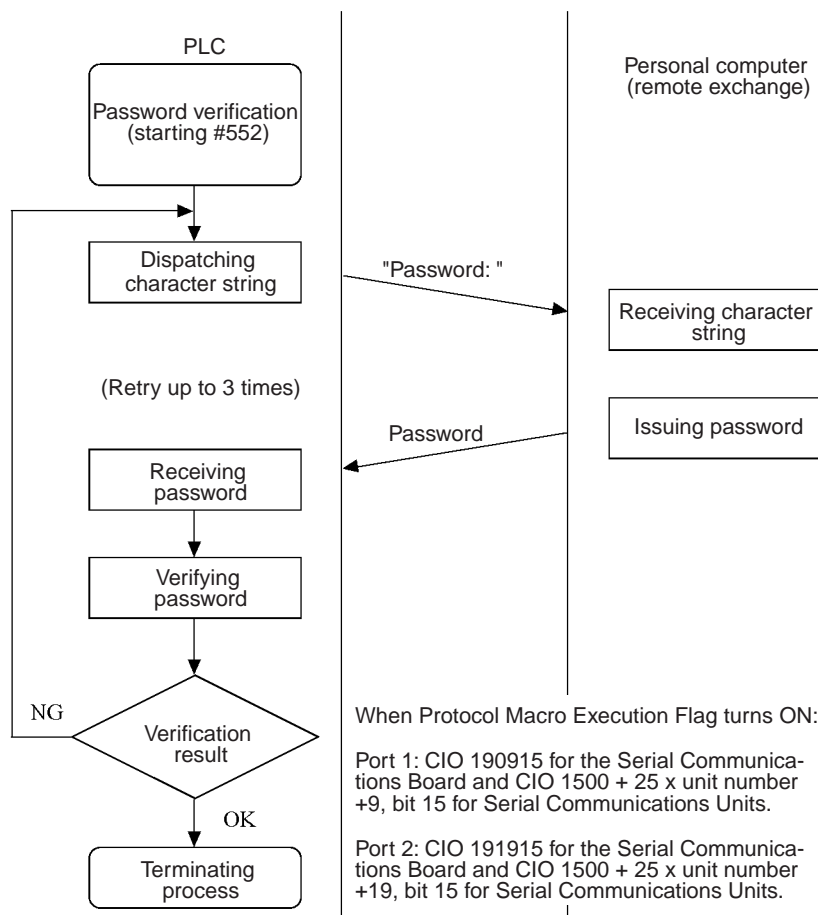 PLC
Personal computer
(remote exchange)
Password verification
(starting #552)
Dispatching
character string
"Password: "
Receiving character
string
(Retry up to 3 times)
Issuing password
Password
Receiving
password
Verifying
password
NG
Verification
result
OK
Terminating
process
When Protocol Macro Execution Flag turns ON:
Port 1: CIO 190915 for the Serial Communica-
tions Board and CIO 1500 + 25 x unit number
+9, bit 15 for Serial Communications Units.
Port 2: CIO 191915 for the Serial Communica-
tions Board and CIO 1500 + 25 x unit number
+19, bit 15 for Serial Communications Units.